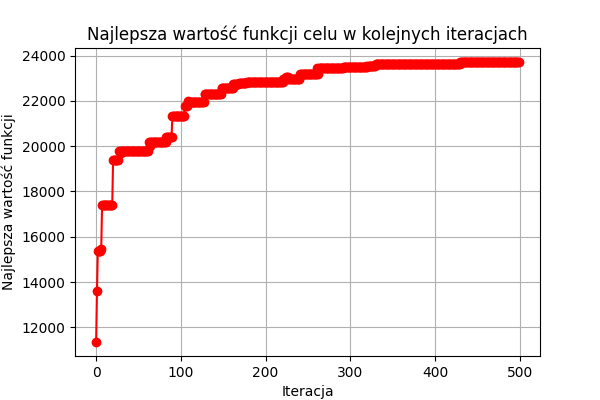 Najlepsza wartość funkcji celu w kolejnych iteracjach
24000
22000
20000
18000
16000
14000
12000
Najlepsza wartość funkcji
0 100 200 300 400 500
Iteracja